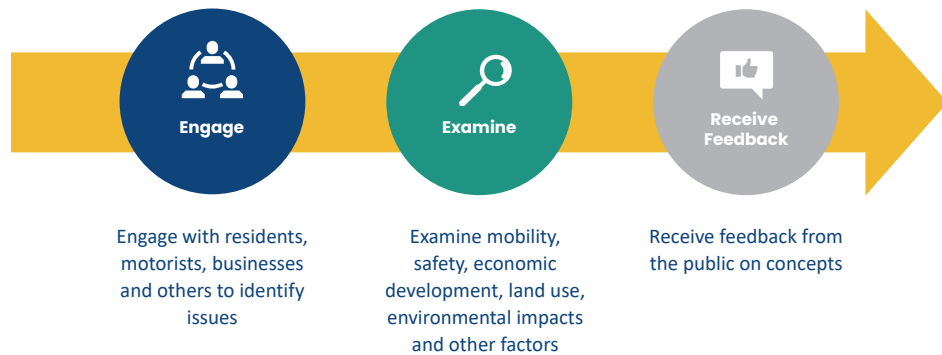 Engage
Examine
Receive
Feedback
Engage with residents,
motorists, businesses
and others to identify
issues
Examine mobility,
safety, economic
development, land use,
environmental impacts
and other factors
Receive feedback from
the public on concepts